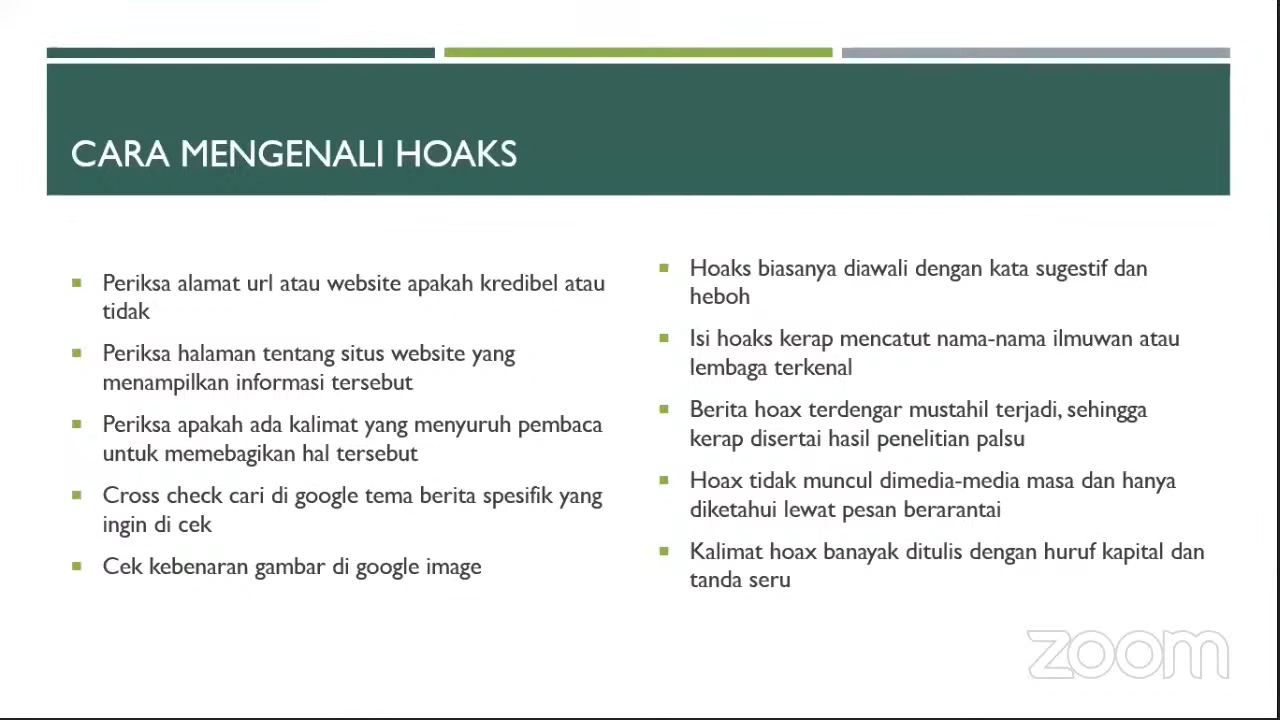 CARA MENGENALI HOAKS
Periksa alamat url atau website apakah kredibel atau
tidak
Periksa halaman tentang situs website yang
menampilkan informasi tersebut
Periksa apakah ada kalimat yang menyuruh pembaca
untuk memebagikan hal tersebut
Cross check cari di google tema berita spesifik yang
ingin di cek
Cek kebenaran gambar di google image
Hoaks biasanya diawali dengan kata sugestif dan
heboh
Isi hoaks kerap mencatut nama-nama ilmuwan atau
lembaga terkenal
Berita hoax terdengar mustahil terjadi, sehingga
kerap disertai hasil penelitian palsu
Hoax tidak muncul dimedia-media masa dan hanya
diketahui lewat pesan berarantai
Kalimat hoax banayak ditulis dengan huruf kapital dan
tanda seru
zoom